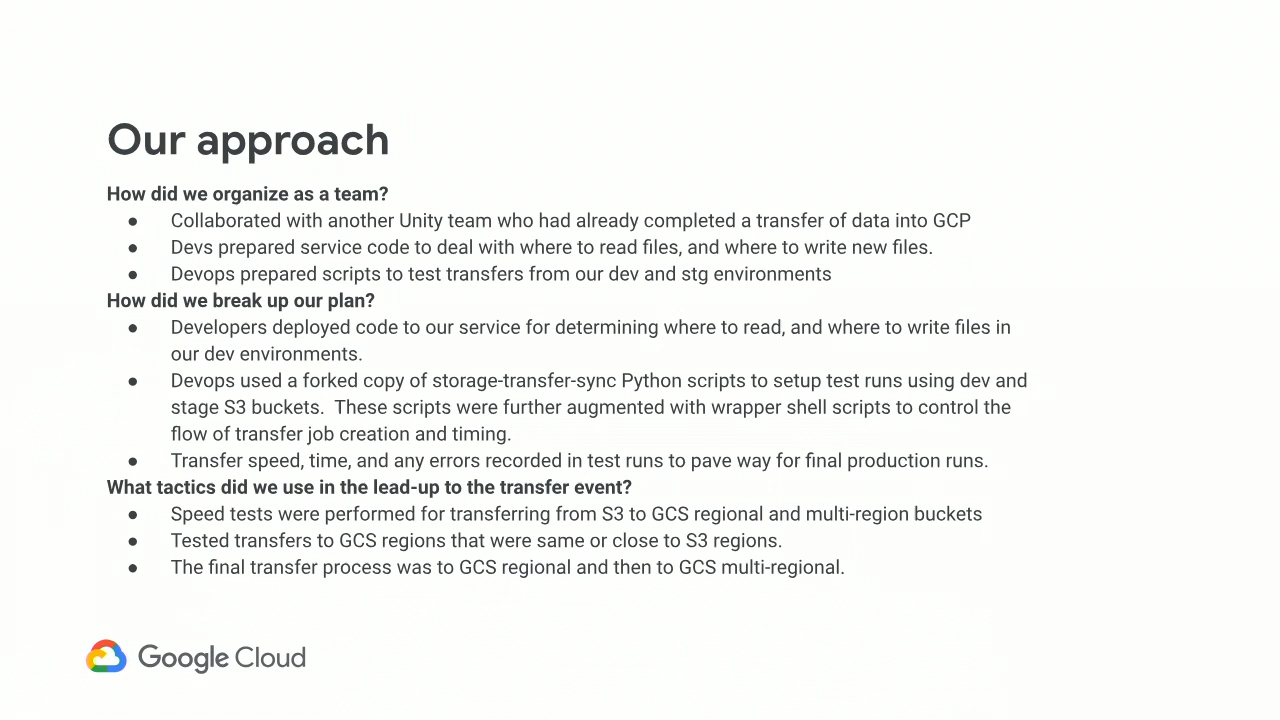 Our approach
How did we organize as a team?
● Collaborated with another Unity team who had already completed a transfer of data into GCP
● Devs prepared service code to deal with where to read files, and where to write new files.
● Devops prepared scripts to test transfers from our dev and stg environments
How did we break up our plan?
● Developers deployed code to our service for determining where to read, and where to write files in
our dev environments.
● Devops used a forked copy of storage-transfer-sync Python scripts to setup test runs using dev and
stage S3 buckets.  These scripts were further augmented with wrapper shell scripts to control the
flow of transfer job creation and timing.
● Transfer speed, time, and any errors recorded in test runs to pave way for final production runs.
What tactics did we use in the lead-up to the transfer event?
● Speed tests were performed for transferring from S3 to GCS regional and multi-region buckets
● Tested transfers to GCS regions that were same or close to S3 regions.
● The final transfer process was to GCS regional and then to GCS multi-regional.
Google Cloud